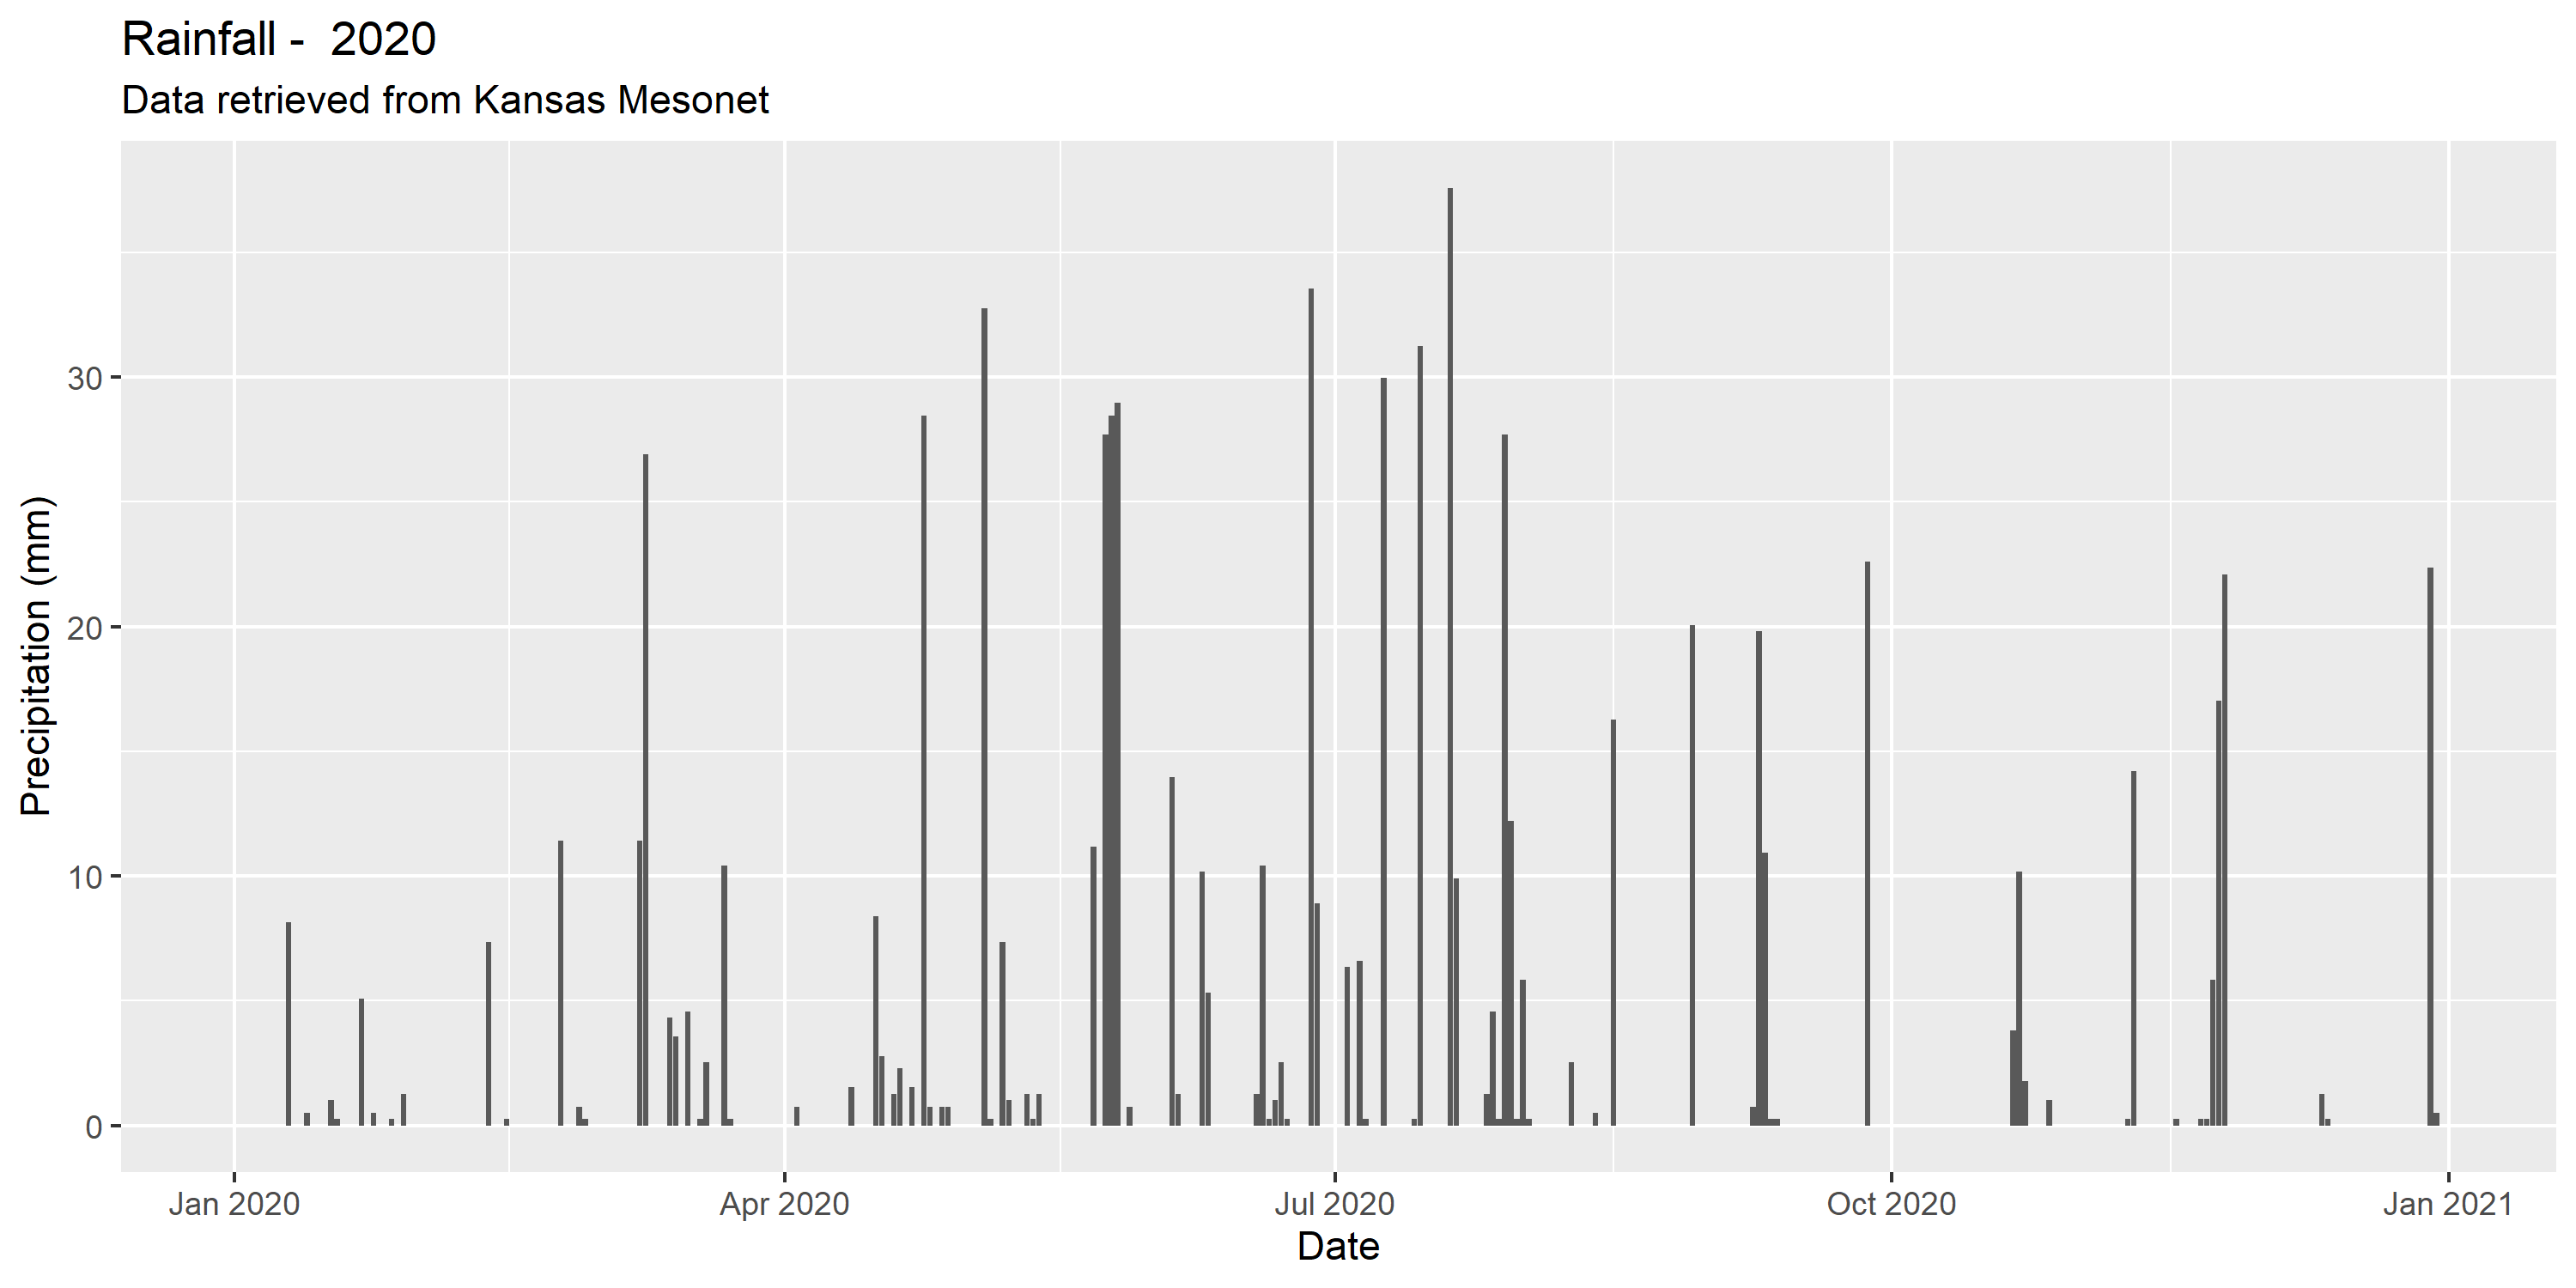 Rainfall -  2020
Data retrieved from Kansas Mesonet
Precipitation (mm)
30
20
10
0
Jan 2020 Apr 2020 Jul 2020 Oct 2020 Jan 2021
Date